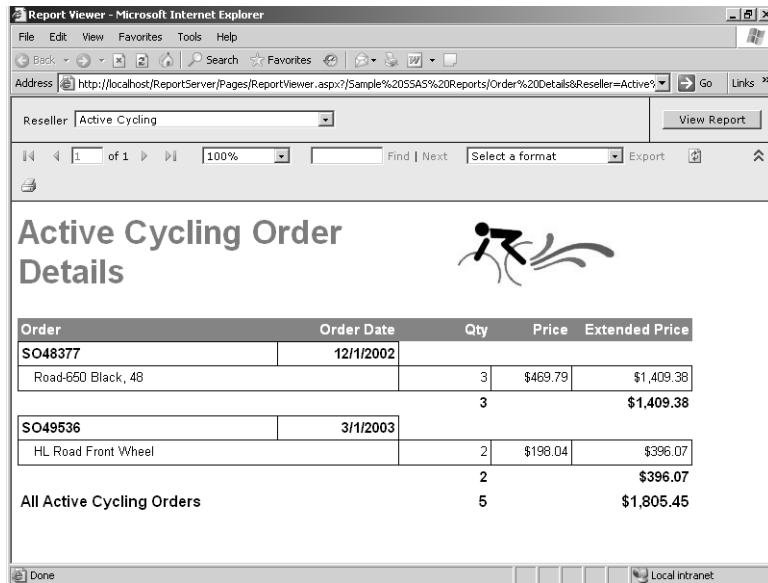 Report Viewer - Microsoft Internet Explorer
File Edit View Favorites Tools Help
Back Search Favorites
Address http://localhost/ReportServer/Pages/ReportViewer.aspx?/Sample%20SSAS%20Reports/Order%20Details&Reseller=Active% Go Links »
Reseller Active Cycling View Report
1 of 1 100% Find | Next Select a format Export
Active Cycling Order
Details
Order Order Date Qty Price Extended Price
SO48377 12/1/2002
Road-650 Black, 48 3 $469.79 $1,409.38
3 $1,409.38
SO49536 3/1/2003
HL Road Front Wheel 2 $198.04 $396.07
2 $396.07
All Active Cycling Orders 5 $1,805.45
Done Local intranet